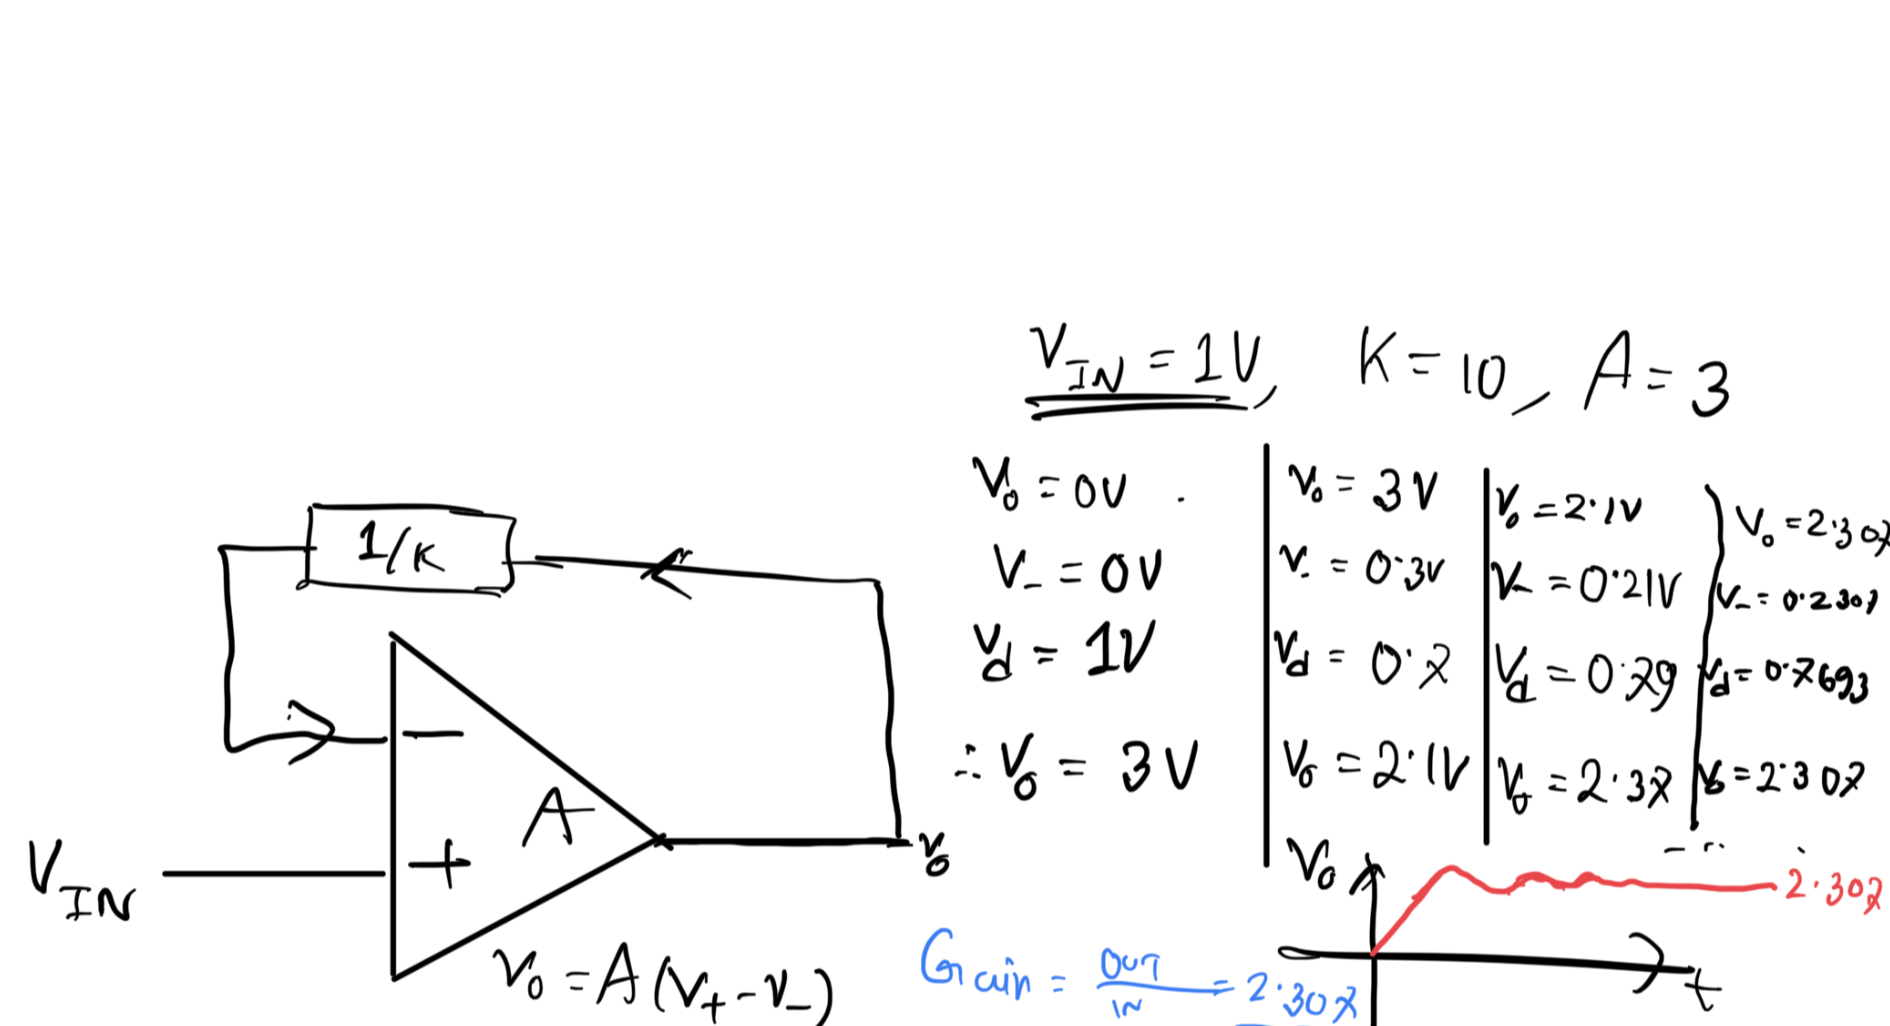 V_IN = 1V, K = 10, A = 3
V₀ = 0V
V₋ = 0V
V_d = 1V
∴ V₀ = 3V
V₀ = 3V
V₋ = 0.3V
V_d = 0.7
V₀ = 2.1V
V₀ = 2.1V
V₋ = 0.21V
V_d = 0.79
V₀ = 2.37
V₀ = 2.307
V₋ = 0.2307
V_d = 0.7693
V₀ = 2.307
1/K
−
A
+
V_IN
V₀
V₀ = A(V₊ - V₋)
V₀
2.307
t
Gain = OUT/IN = 2.307